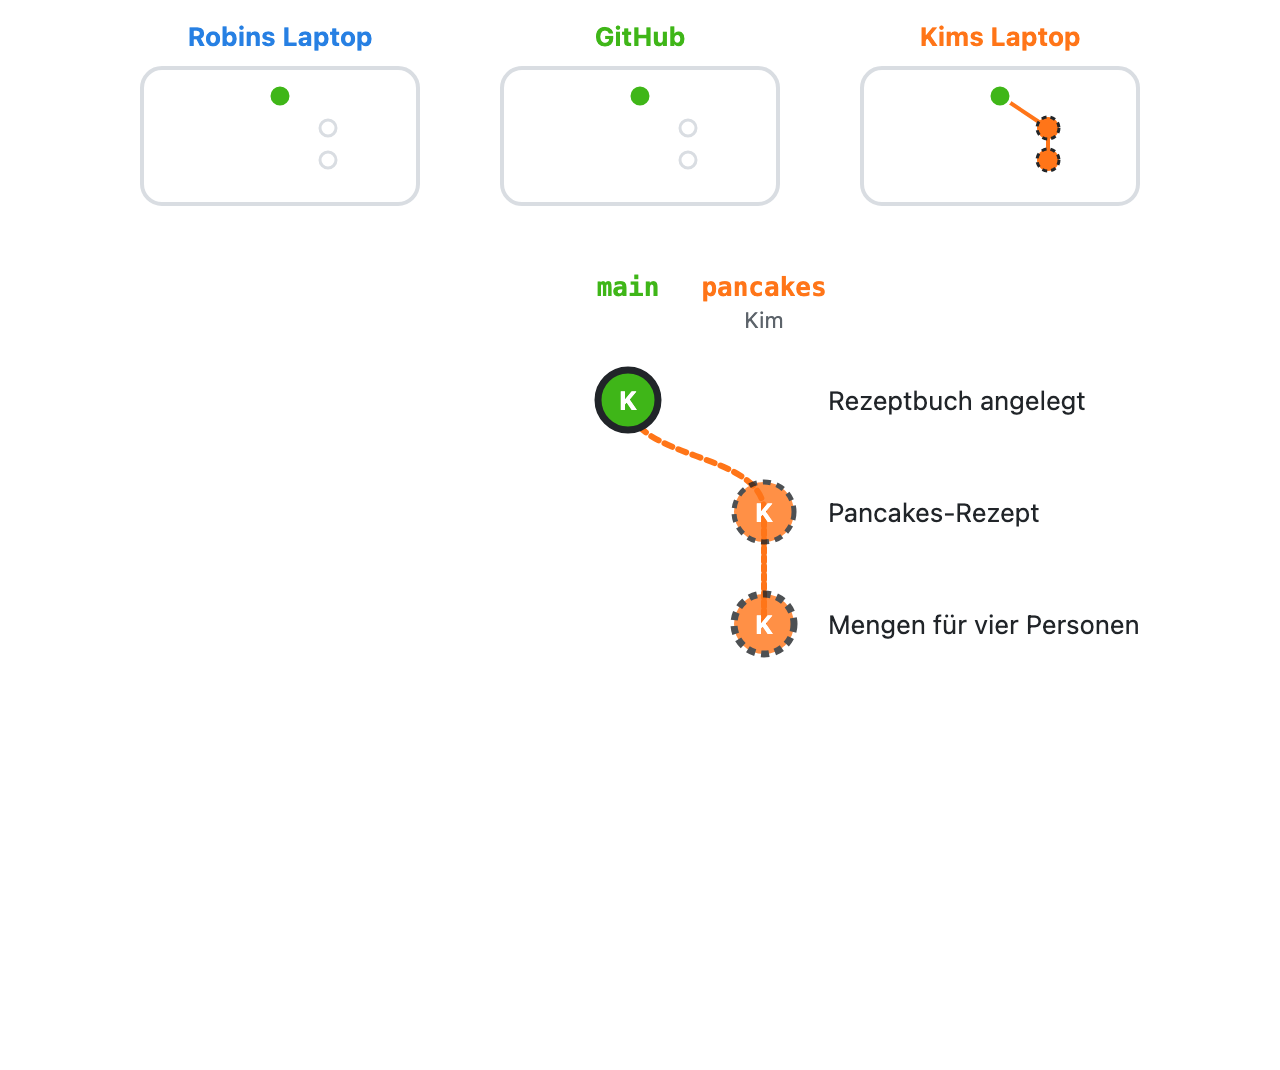 Robins Laptop
GitHub
Kims Laptop
main
pancakes
Kim
K
Rezeptbuch angelegt
K
Pancakes-Rezept
K
Mengen für vier Personen